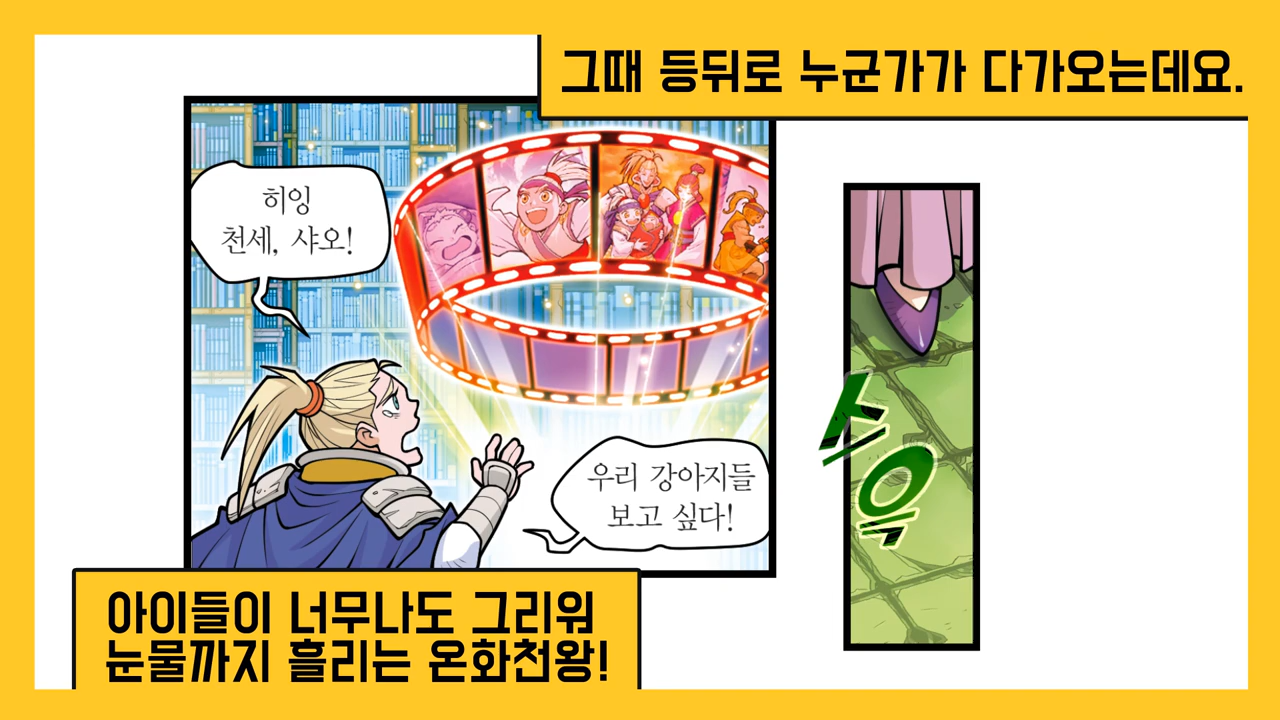 그때 등뒤로 누군가가 다가오는데요.
히잉
천세, 샤오!
우리 강아지들
보고 싶다!
스윽
아이들이 너무나도 그리워
눈물까지 흘리는 온화천왕!